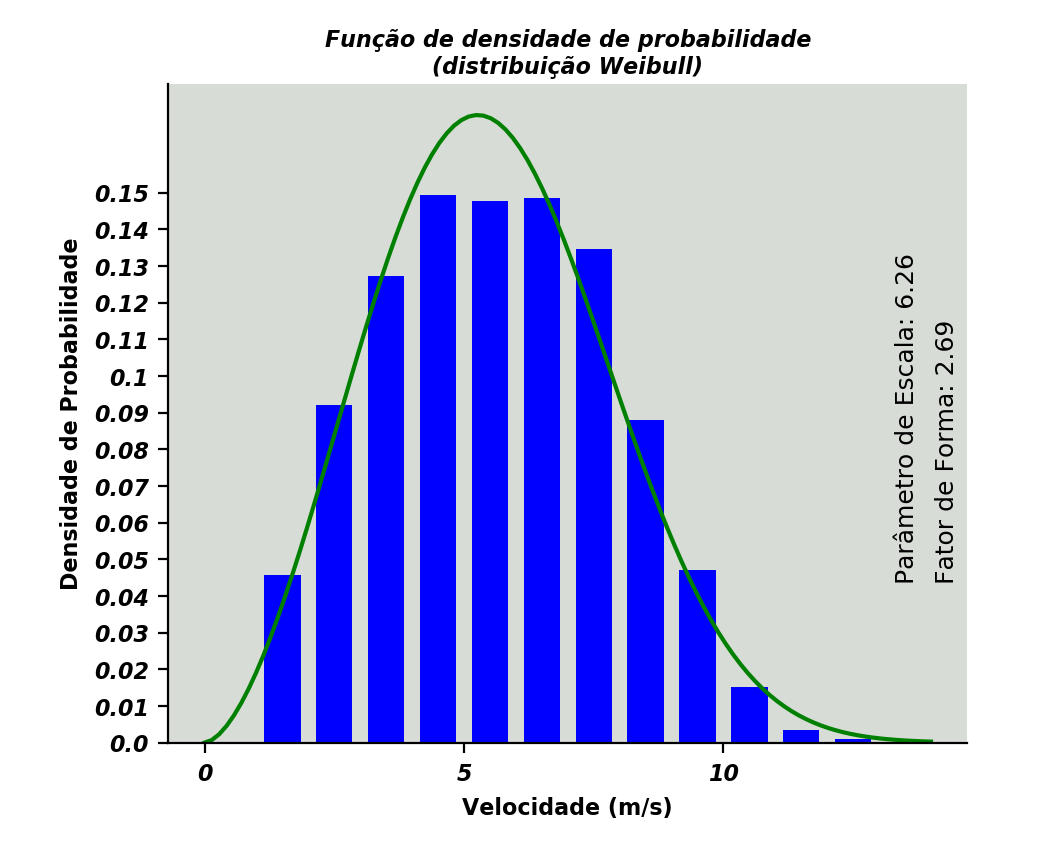 Função de densidade de probabilidade
(distribuição Weibull)
Densidade de Probabilidade
0.15
0.14
0.13
0.12
0.11
0.1
0.09
0.08
0.07
0.06
0.05
0.04
0.03
0.02
0.01
0.0
0 5 10
Velocidade (m/s)
Parâmetro de Escala: 6.26
Fator de Forma: 2.69